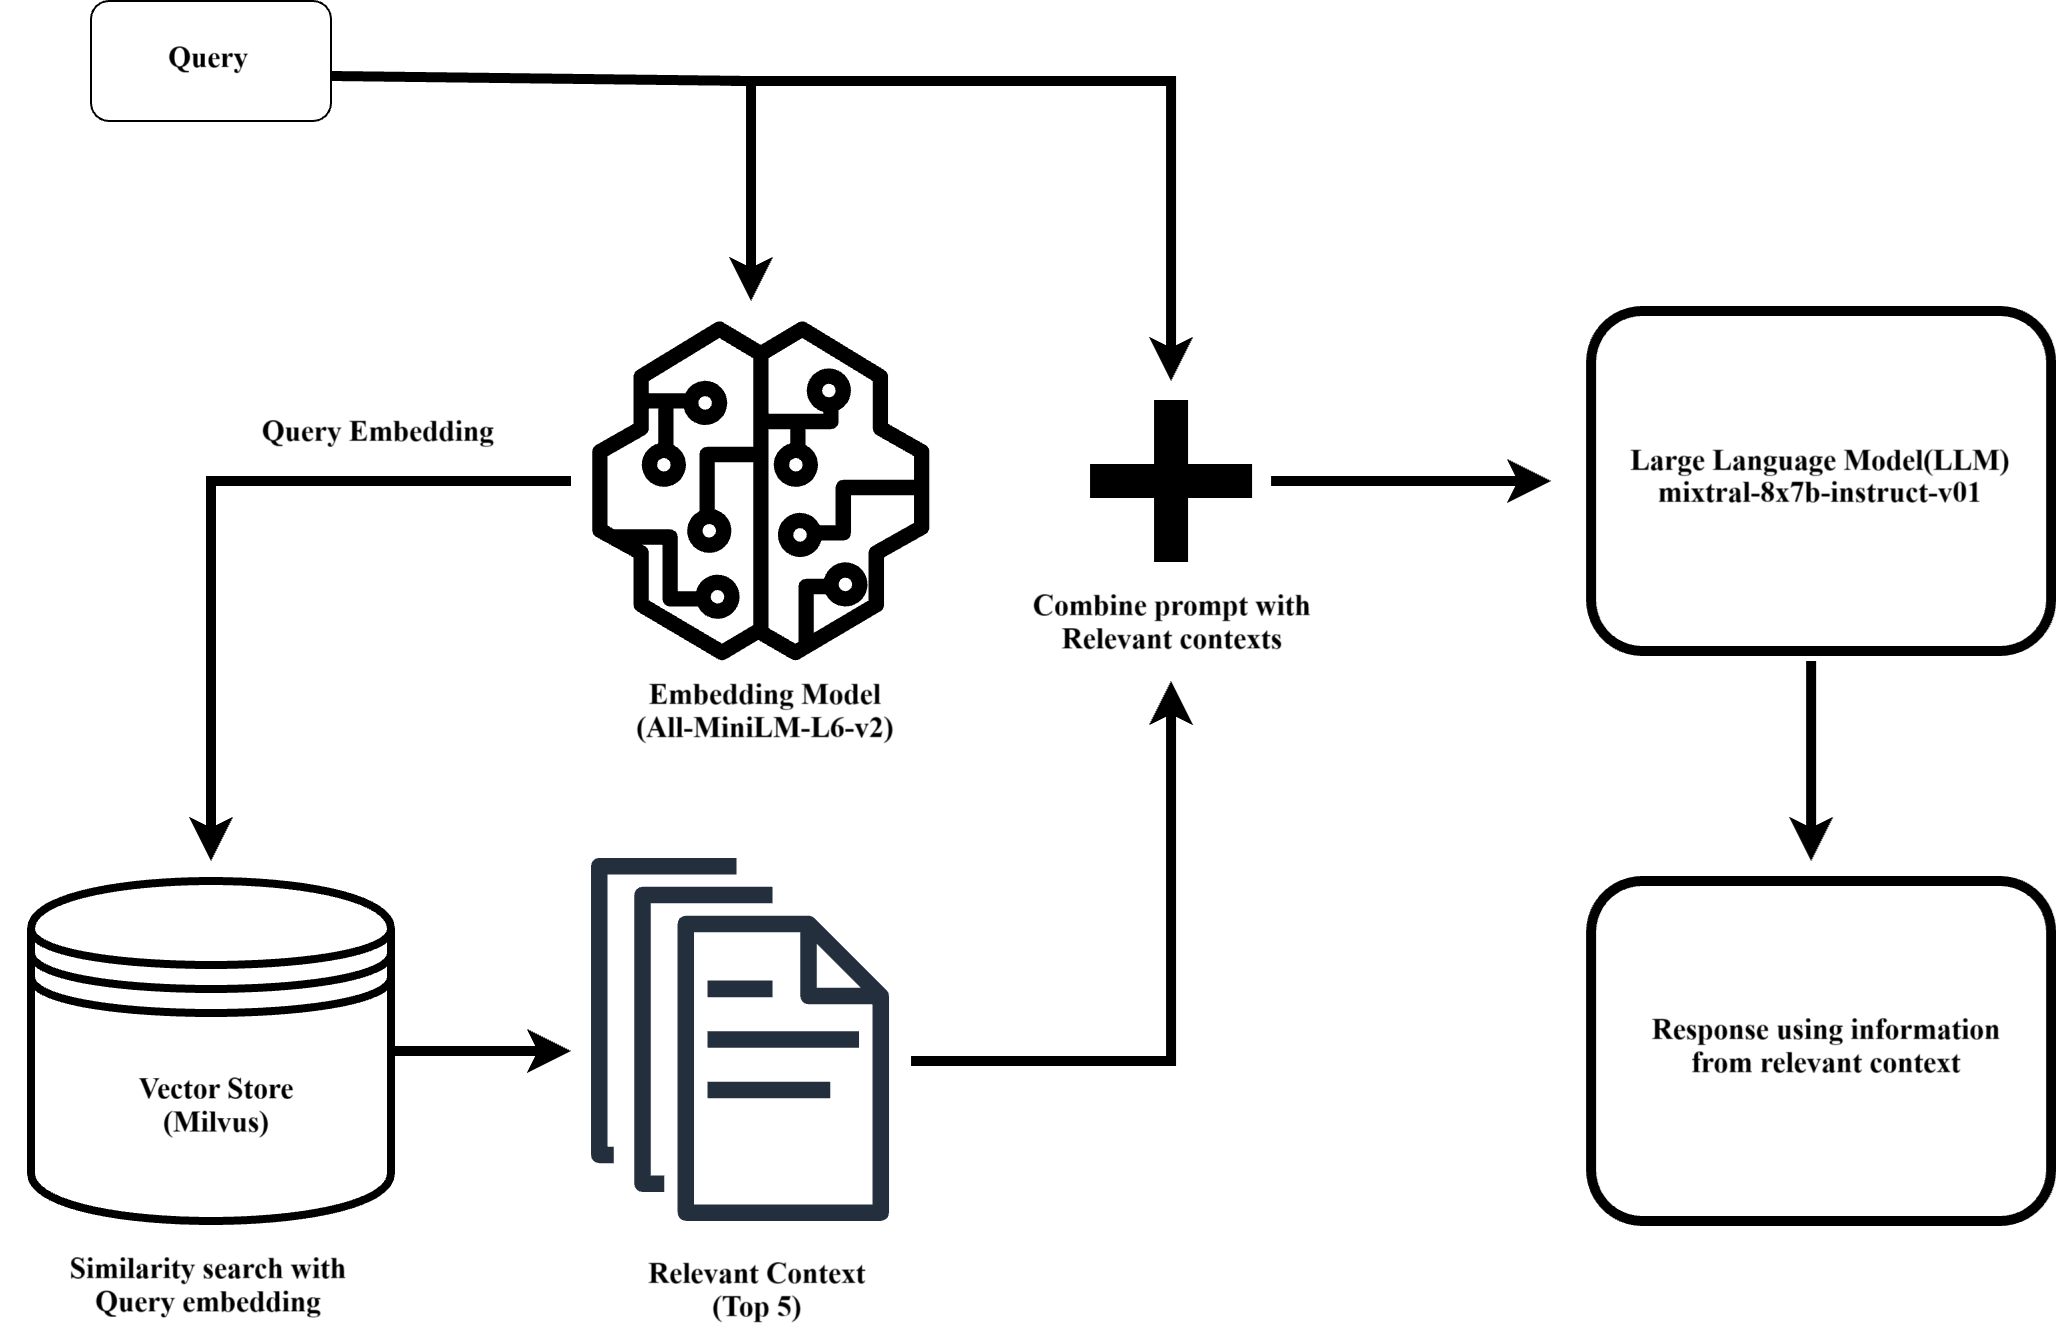 Query
Query Embedding
Embedding Model
(All-MiniLM-L6-v2)
Combine prompt with
Relevant contexts
Large Language Model(LLM)
mixtral-8x7b-instruct-v01
Vector Store
(Milvus)
Similarity search with
Query embedding
Relevant Context
(Top 5)
Response using information
from relevant context